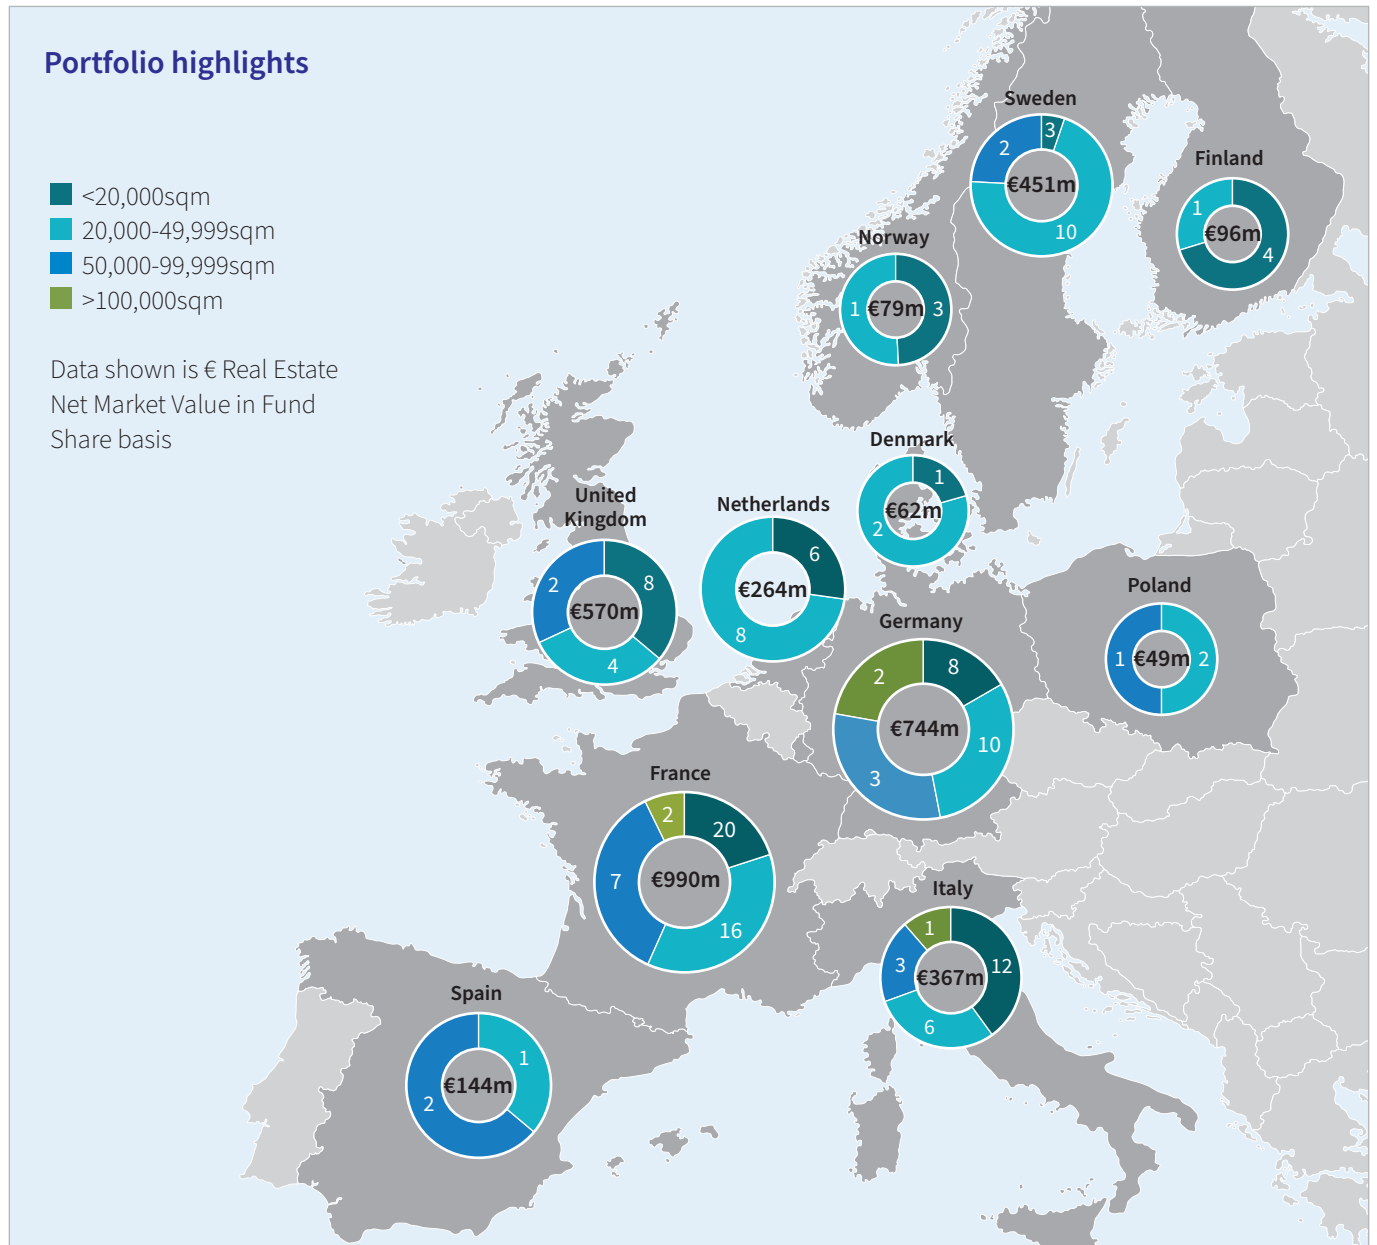 Portfolio highlights
<20,000sqm
20,000-49,999sqm
50,000-99,999sqm
>100,000sqm
Data shown is € Real Estate
Net Market Value in Fund
Share basis
Sweden
3
2
€451m
10
Finland
1
€96m
4
Norway
1
€79m
3
Denmark
1
€62m
2
United
Kingdom
2
8
€570m
4
Netherlands
6
€264m
8
Poland
1
€49m
2
Germany
2
8
€744m
10
3
France
2
20
7
€990m
16
Italy
1
3
€367m
12
6
Spain
1
€144m
2